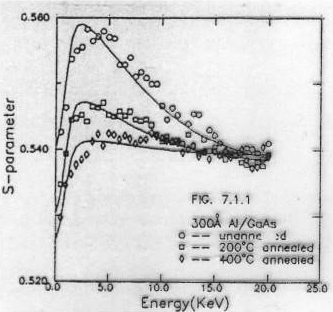 0.560
0.540
0.520
S-parameter
FIG. 7.1.1
300Å Al/GaAs
○ —— unannealed
□ —— 200°C annealed
◊ —— 400°C annealed
0.0 5.0 10.0 15.0 20.0 25.0
Energy(KeV)